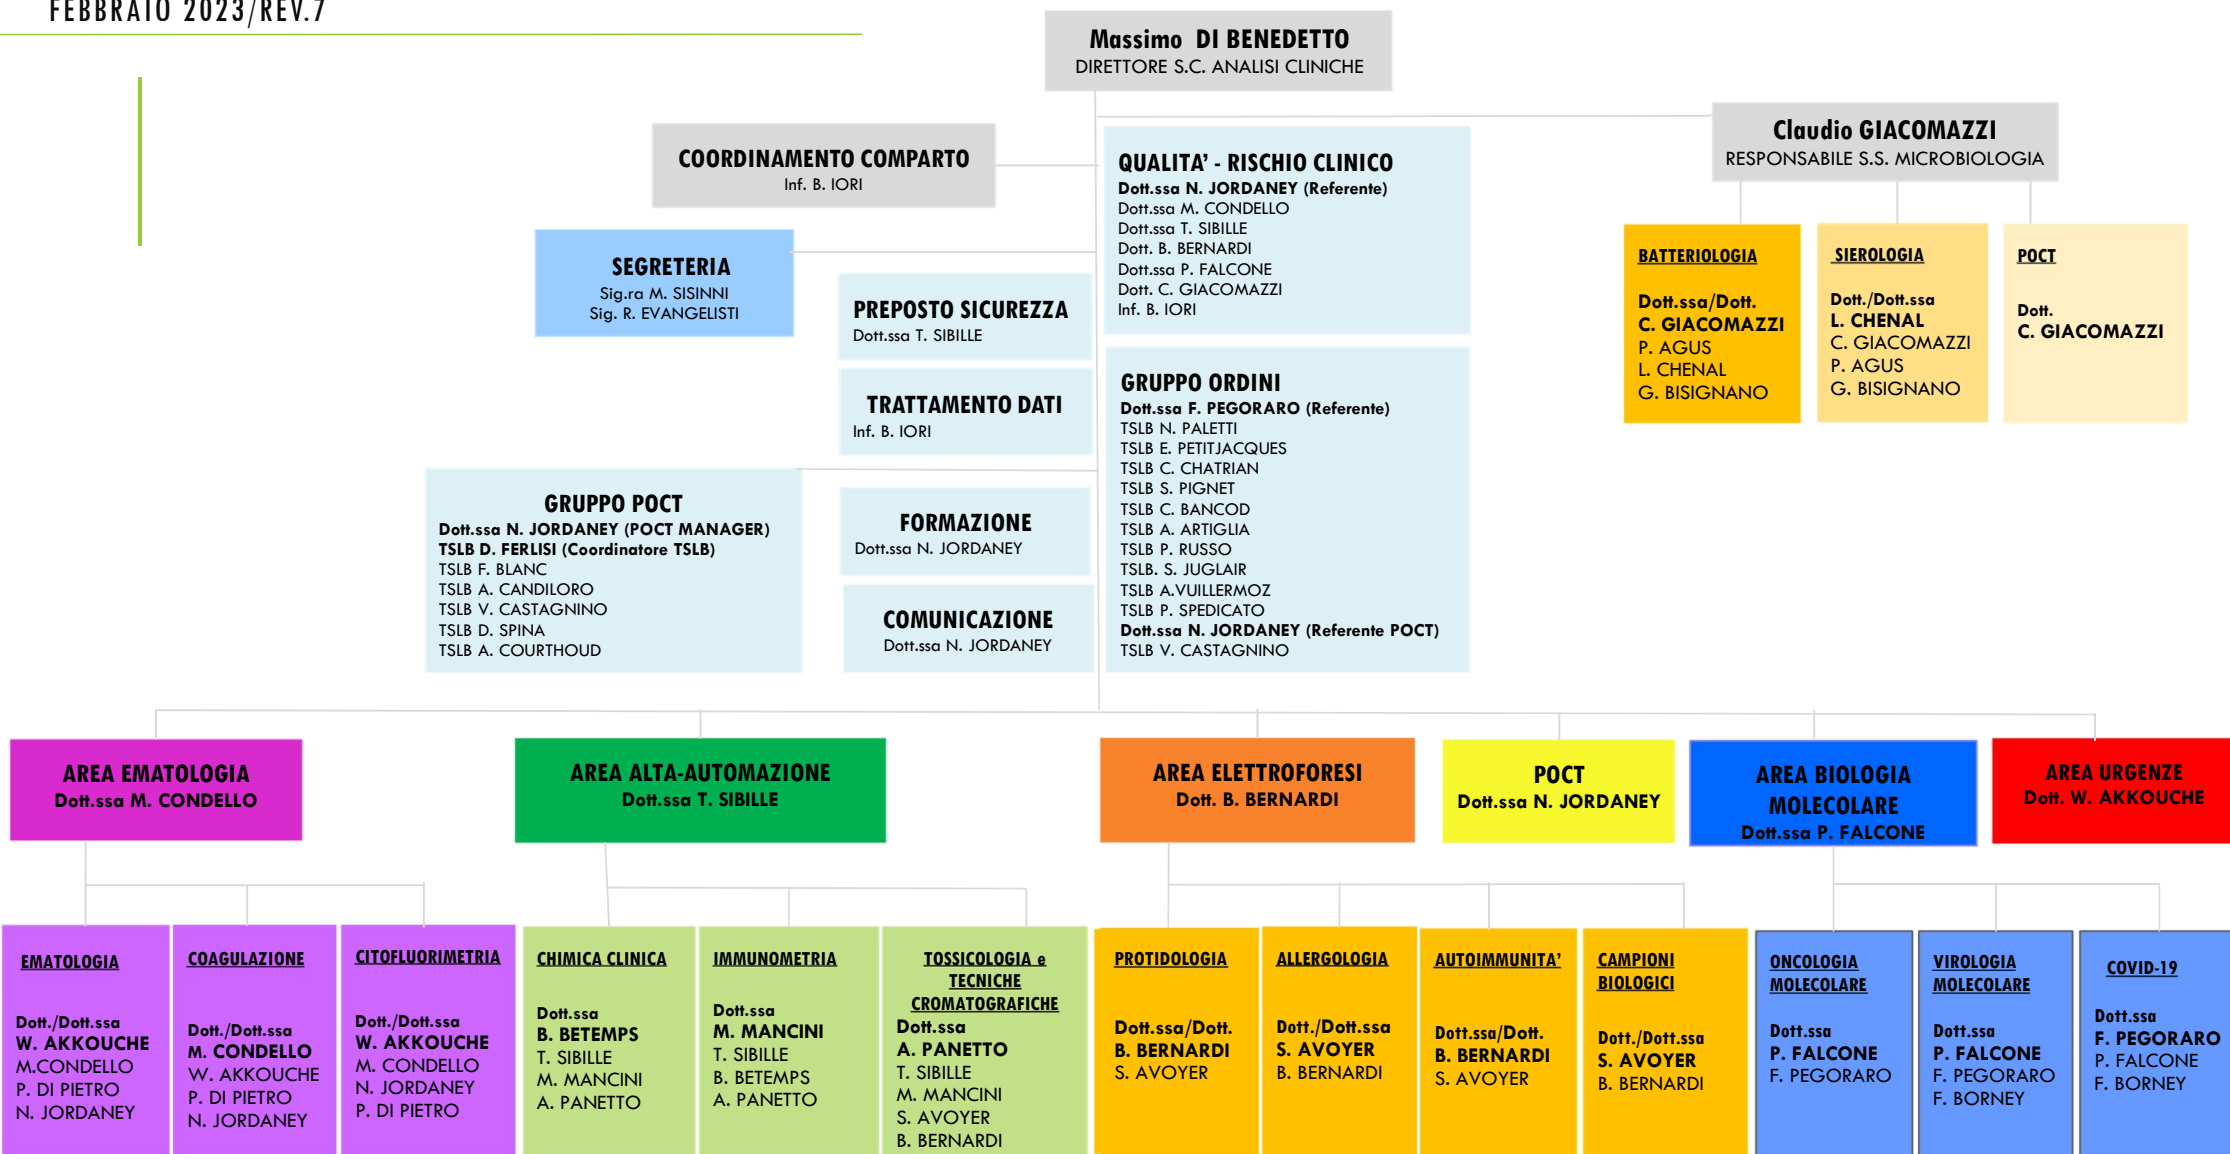 FEBBRAIO 2023/REV.7
Massimo DI BENEDETTO
DIRETTORE S.C. ANALISI CLINICHE
Claudio GIACOMAZZI
RESPONSABILE S.S. MICROBIOLOGIA
COORDINAMENTO COMPARTO
Inf. B. IORI
QUALITA’ - RISCHIO CLINICO
Dott.ssa N. JORDANEY (Referente)
Dott.ssa M. CONDELLO
Dott.ssa T. SIBILLE
Dott. B. BERNARDI
Dott.ssa P. FALCONE
Dott. C. GIACOMAZZI
Inf. B. IORI
SEGRETERIA
Sig.ra M. SISINNI
Sig. R. EVANGELISTI
PREPOSTO SICUREZZA
Dott.ssa T. SIBILLE
TRATTAMENTO DATI
Inf. B. IORI
BATTERIOLOGIA
Dott.ssa/Dott.
C. GIACOMAZZI
P. AGUS
L. CHENAL
G. BISIGNANO
SIEROLOGIA
Dott./Dott.ssa
L. CHENAL
C. GIACOMAZZI
P. AGUS
G. BISIGNANO
POCT
Dott.
C. GIACOMAZZI
GRUPPO ORDINI
Dott.ssa F. PEGORARO (Referente)
TSLB N. PALETTI
TSLB E. PETITJACQUES
TSLB C. CHATRIAN
TSLB S. PIGNET
TSLB C. BANCOD
TSLB A. ARTIGLIA
TSLB P. RUSSO
TSLB. S. JUGLAIR
TSLB A.VUILLERMOZ
TSLB P. SPEDICATO
Dott.ssa N. JORDANEY (Referente POCT)
TSLB V. CASTAGNINO
GRUPPO POCT
Dott.ssa N. JORDANEY (POCT MANAGER)
TSLB D. FERLISI (Coordinatore TSLB)
TSLB F. BLANC
TSLB A. CANDILORO
TSLB V. CASTAGNINO
TSLB D. SPINA
TSLB A. COURTHOUD
FORMAZIONE
Dott.ssa N. JORDANEY
COMUNICAZIONE
Dott.ssa N. JORDANEY
AREA EMATOLOGIA
Dott.ssa M. CONDELLO
AREA ALTA-AUTOMAZIONE
Dott.ssa T. SIBILLE
AREA ELETTROFORESI
Dott. B. BERNARDI
POCT
Dott.ssa N. JORDANEY
AREA BIOLOGIA
MOLECOLARE
Dott.ssa P. FALCONE
AREA URGENZE
Dott. W. AKKOUCHE
EMATOLOGIA
Dott./Dott.ssa
W. AKKOUCHE
M.CONDELLO
P. DI PIETRO
N. JORDANEY
COAGULAZIONE
Dott./Dott.ssa
M. CONDELLO
W. AKKOUCHE
P. DI PIETRO
N. JORDANEY
CITOFLUORIMETRIA
Dott./Dott.ssa
W. AKKOUCHE
M. CONDELLO
N. JORDANEY
P. DI PIETRO
CHIMICA CLINICA
Dott.ssa
B. BETEMPS
T. SIBILLE
M. MANCINI
A. PANETTO
IMMUNOMETRIA
Dott.ssa
M. MANCINI
T. SIBILLE
B. BETEMPS
A. PANETTO
TOSSICOLOGIA e
TECNICHE
CROMATOGRAFICHE
Dott.ssa
A. PANETTO
T. SIBILLE
M. MANCINI
S. AVOYER
B. BERNARDI
PROTIDOLOGIA
Dott.ssa/Dott.
B. BERNARDI
S. AVOYER
ALLERGOLOGIA
Dott./Dott.ssa
S. AVOYER
B. BERNARDI
AUTOIMMUNITA’
Dott.ssa/Dott.
B. BERNARDI
S. AVOYER
CAMPIONI
BIOLOGICI
Dott./Dott.ssa
S. AVOYER
B. BERNARDI
ONCOLOGIA
MOLECOLARE
Dott.ssa
P. FALCONE
F. PEGORARO
VIROLOGIA
MOLECOLARE
Dott.ssa
P. FALCONE
F. PEGORARO
F. BORNEY
COVID-19
Dott.ssa
F. PEGORARO
P. FALCONE
F. BORNEY